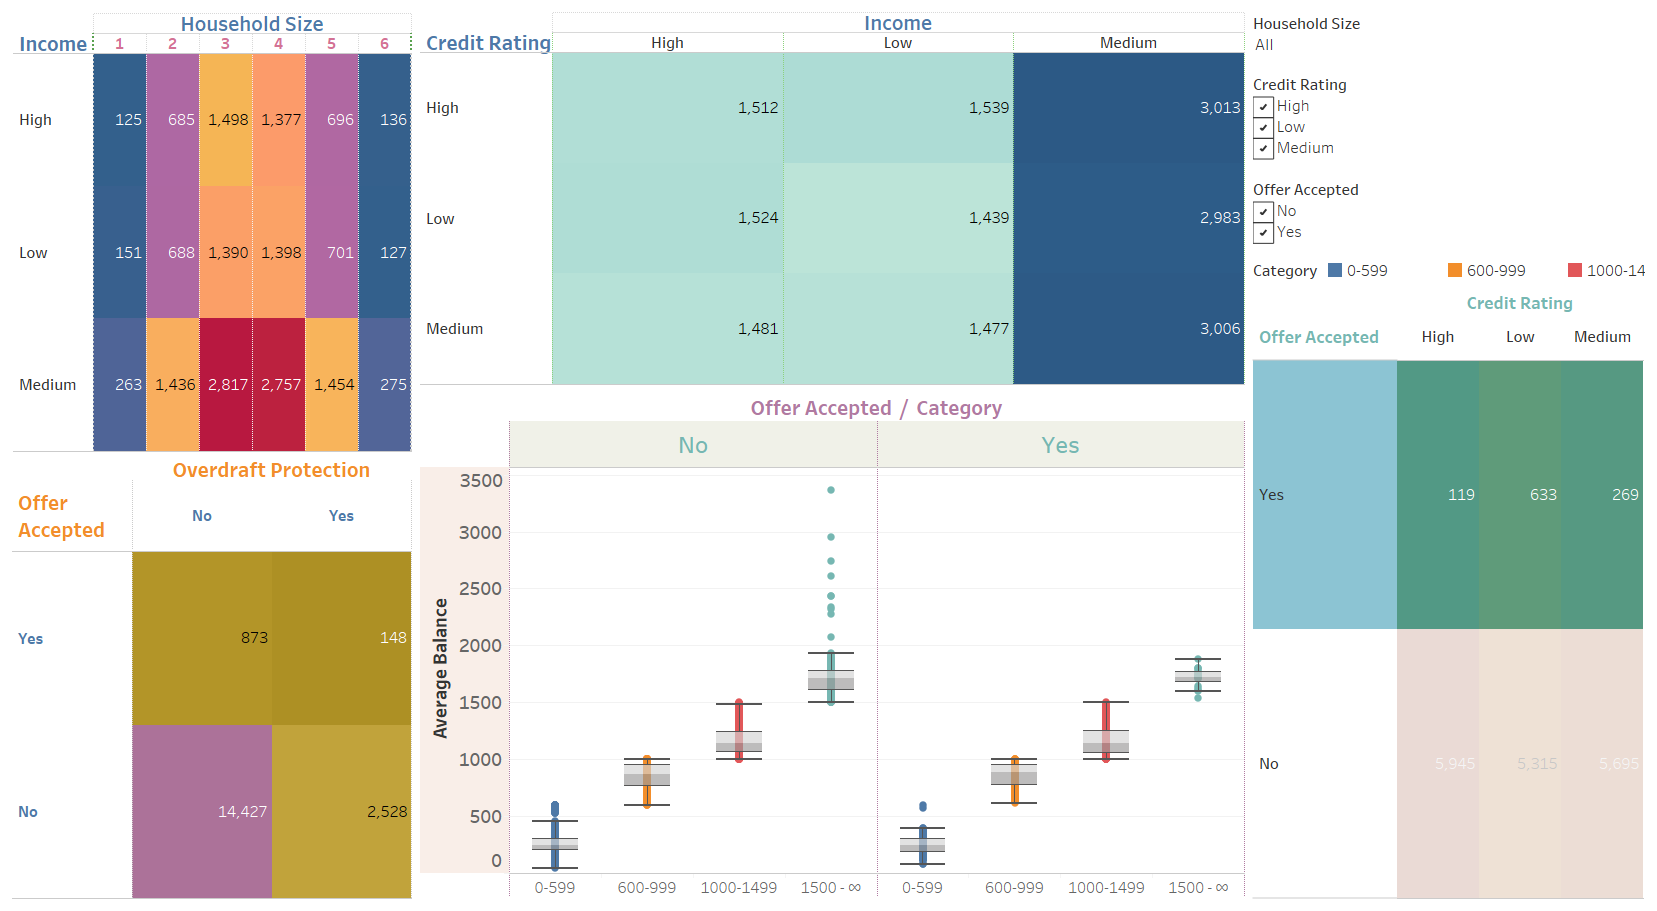 Household Size
Income 1 2 3 4 5 6
High 125 685 1,498 1,377 696 136
Low 151 688 1,390 1,398 701 127
Medium 263 1,436 2,817 2,757 1,454 275
Income
Credit Rating High Low Medium
High 1,512 1,539 3,013
Low 1,524 1,439 2,983
Medium 1,481 1,477 3,006
Household Size
All
Credit Rating
High
Low
Medium
Offer Accepted
No
Yes
Category 0-599 600-999 1000-14
Credit Rating
Offer Accepted High Low Medium
Yes 119 633 269
No 5,945 5,315 5,695
Overdraft Protection
Offer
Accepted
No Yes
Yes 873 148
No 14,427 2,528
Offer Accepted / Category
No Yes
Average Balance
3500
3000
2500
2000
1500
1000
500
0
0-599 600-999 1000-1499 1500 - ∞ 0-599 600-999 1000-1499 1500 - ∞